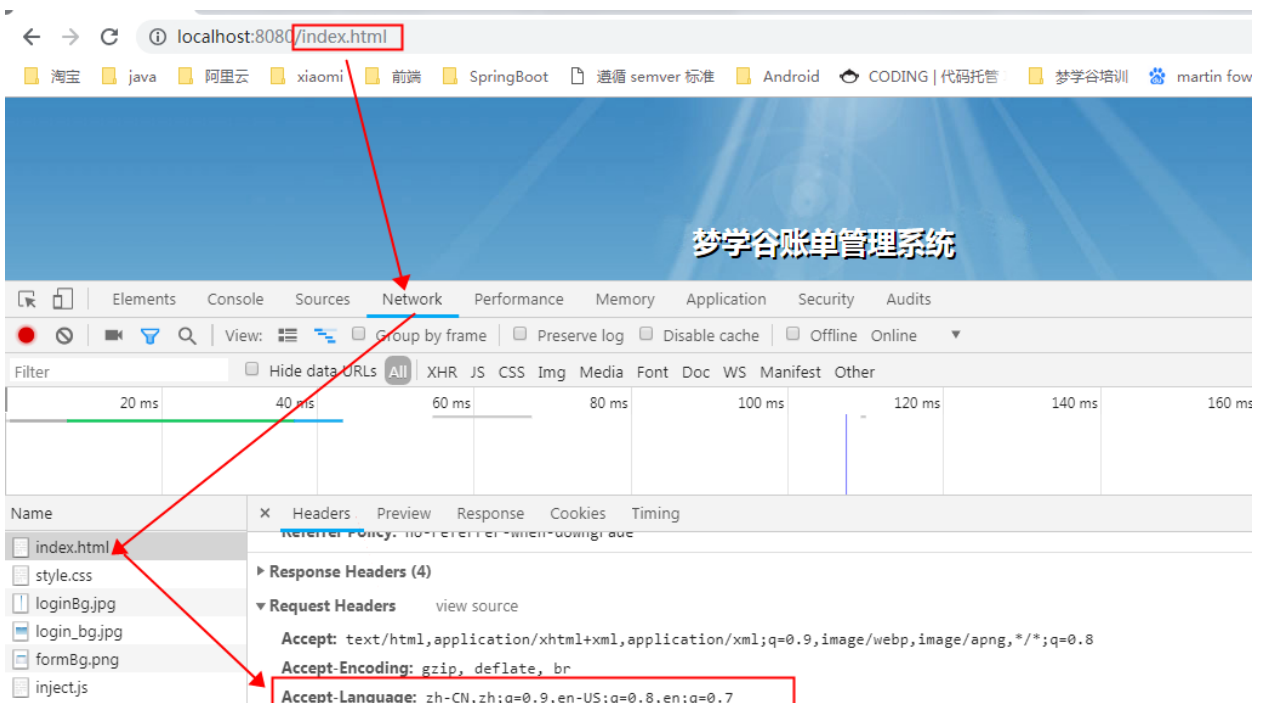 localhost:8080/index.html
淘宝 java 阿里云 xiaomi 前端 SpringBoot 遵循 semver 标准 Android CODING | 代码托管 梦学谷培训 martin fow
梦学谷账单管理系统
Elements Console Sources Network Performance Memory Application Security Audits
View: Group by frame Preserve log Disable cache Offline Online
Filter Hide data URLs All XHR JS CSS Img Media Font Doc WS Manifest Other
20 ms 40 ms 60 ms 80 ms 100 ms 120 ms 140 ms 160 ms
Name × Headers Preview Response Cookies Timing
Referrer Policy: no-referrer-when-downgrade
index.html
style.css Response Headers (4)
loginBg.jpg Request Headers view source
login_bg.jpg Accept: text/html,application/xhtml+xml,application/xml;q=0.9,image/webp,image/apng,*/*;q=0.8
formBg.png Accept-Encoding: gzip, deflate, br
inject.js Accept-Language: zh-CN,zh;q=0.9,en-US;q=0.8,en;q=0.7